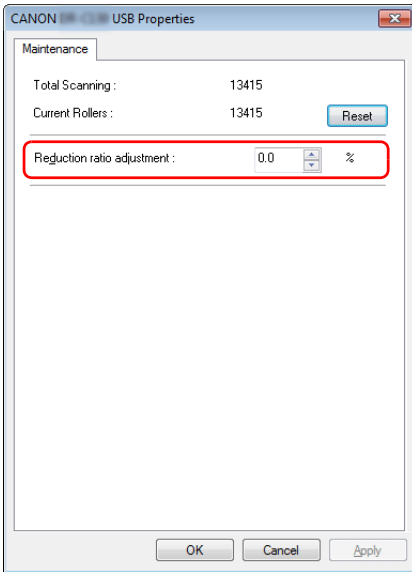 CANON USB Properties
Maintenance
Total Scanning : 13415
Current Rollers : 13415 Reset
Reduction ratio adjustment : 0.0 %
OK Cancel Apply